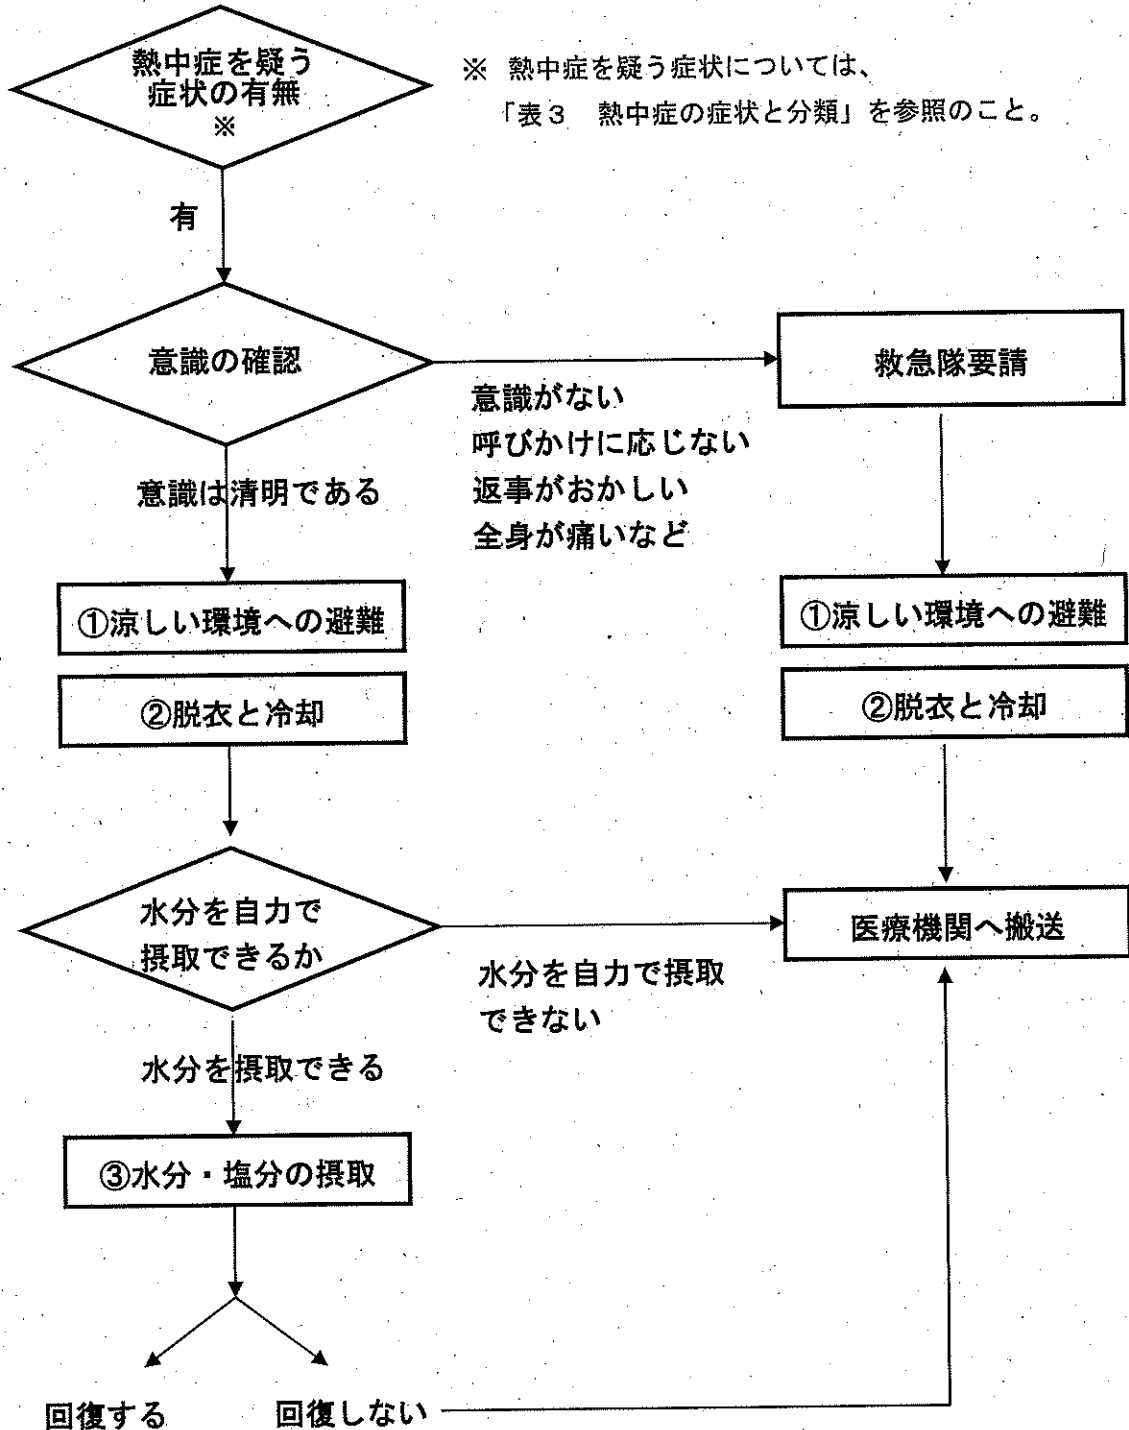 熱中症を疑う
症状の有無
※
※ 熱中症を疑う症状については、
「表3 熱中症の症状と分類」を参照のこと。
有
意識の確認
救急隊要請
意識がない
呼びかけに応じない
返事がおかしい
全身が痛いなど
意識は清明である
①涼しい環境への避難
①涼しい環境への避難
②脱衣と冷却
②脱衣と冷却
水分を自力で
摂取できるか
医療機関へ搬送
水分を自力で摂取
できない
水分を摂取できる
③水分・塩分の摂取
回復する
回復しない